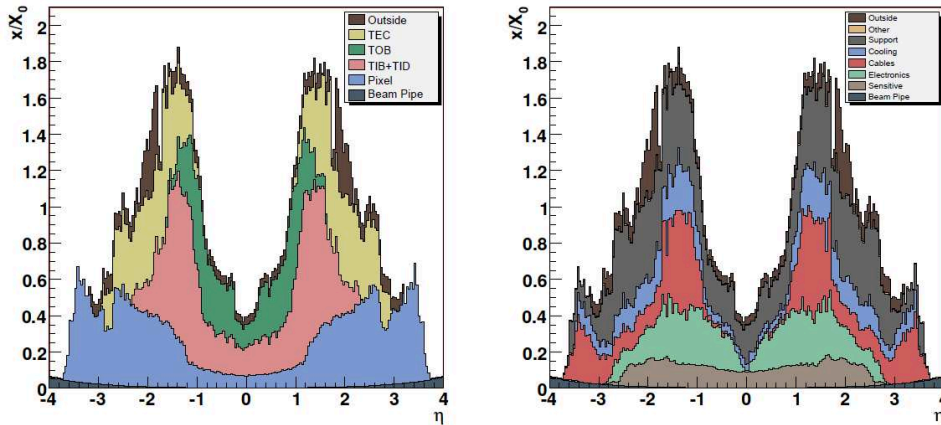 x/X0
2
1.8
1.6
1.4
1.2
1
0.8
0.6
0.4
0.2
0
-4 -3 -2 -1 0 1 2 3 4
η
Outside
TEC
TOB
TIB+TID
Pixel
Beam Pipe
x/X0
2
1.8
1.6
1.4
1.2
1
0.8
0.6
0.4
0.2
0
-4 -3 -2 -1 0 1 2 3 4
η
Outside
Other
Support
Cooling
Cables
Electronics
Sensitive
Beam Pipe